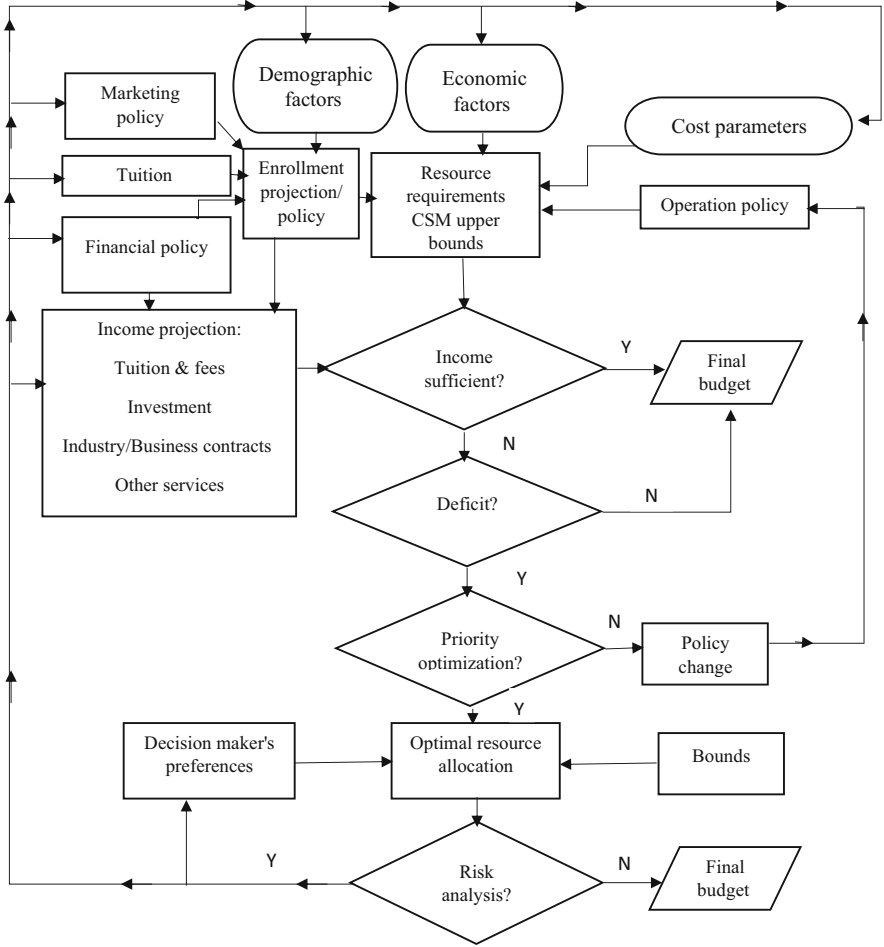 Demographic
factors
Economic
factors
Marketing
policy
Cost parameters
Tuition
Enrollment
projection/
policy
Resource
requirements
CSM upper
bounds
Operation policy
Financial policy
Income projection:
Tuition & fees
Investment
Industry/Business contracts
Other services
Income
sufficient?
Y
Final
budget
N
Deficit?
N
Y
Priority
optimization?
N
Policy
change
Y
Decision maker's
preferences
Optimal resource
allocation
Bounds
Y
Risk
analysis?
N
Final
budget